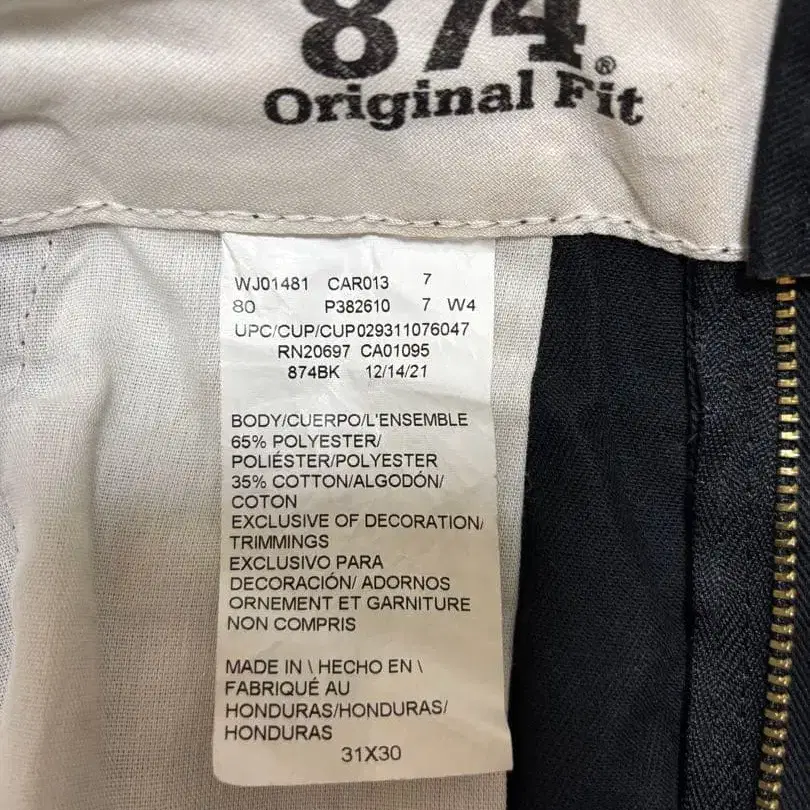 874®
Original Fit
WJ01481 CAR013 7
80 P382610 7 W4
UPC/CUP/CUP029311076047
RN20697 CA01095
874BK 12/14/21
BODY/CUERPO/L'ENSEMBLE
65% POLYESTER/
POLIÉSTER/POLYESTER
35% COTTON/ALGODÓN/
COTON
EXCLUSIVE OF DECORATION/
TRIMMINGS
EXCLUSIVO PARA
DECORACIÓN/ ADORNOS
ORNEMENT ET GARNITURE
NON COMPRIS
MADE IN \ HECHO EN \
FABRIQUÉ AU
HONDURAS/HONDURAS/
HONDURAS
31X30